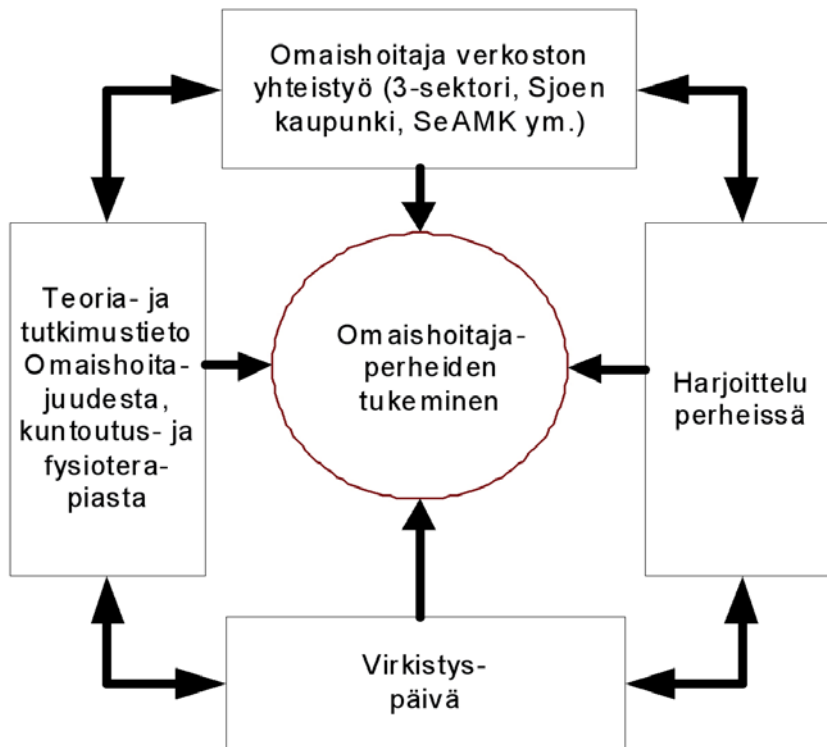 Omaishoitaja verkoston
yhteistyö (3-sektori, Sjoen
kaupunki, SeAMK ym.)
Teoria- ja
tutkimustieto
Omaishoita-
juudesta,
kuntoutus- ja
fysiotera-
piasta
Omaishoitaja-
perheiden
tukeminen
Harjoittelu
perheissä
Virkistys-
päivä